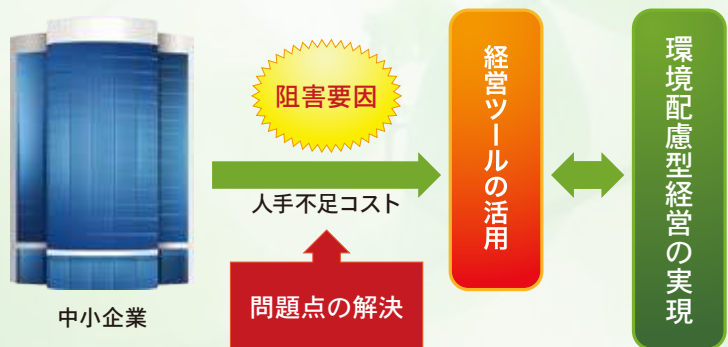 阻害要因
人手不足コスト
問題点の解決
中小企業
経営ツールの活用
環境配慮型経営の実現